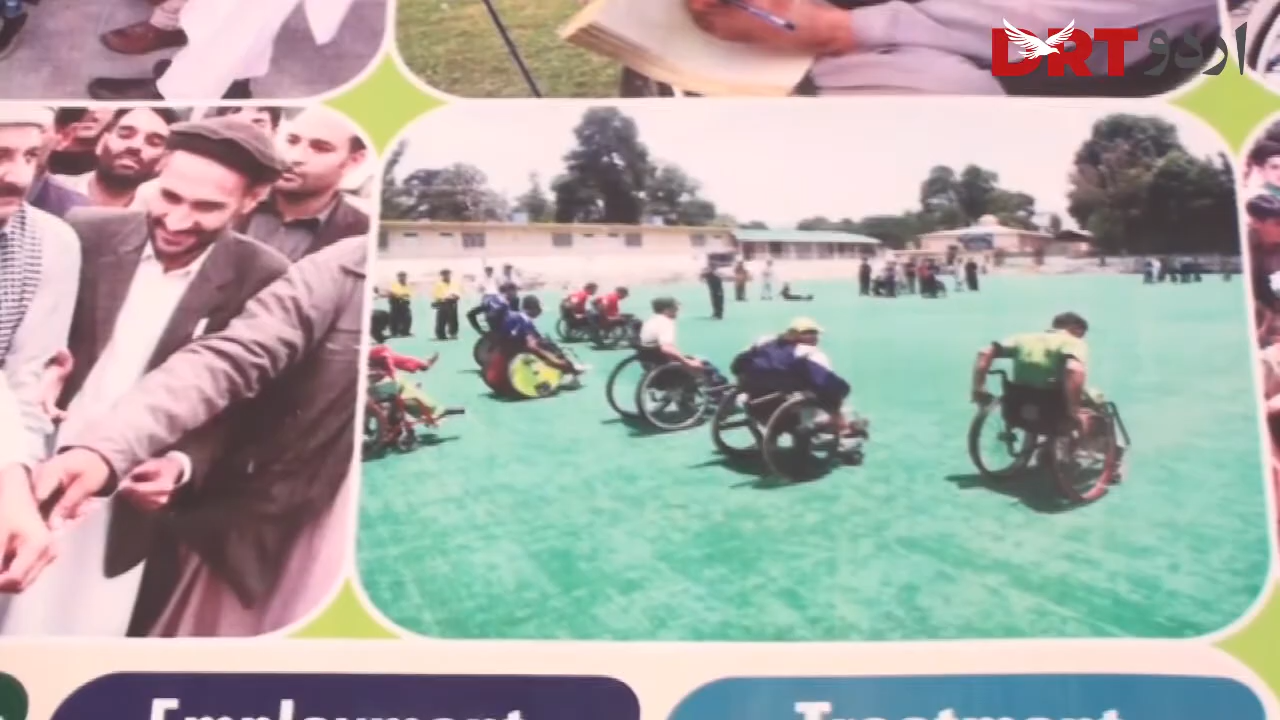 DRT اردو
Employment
Treatment